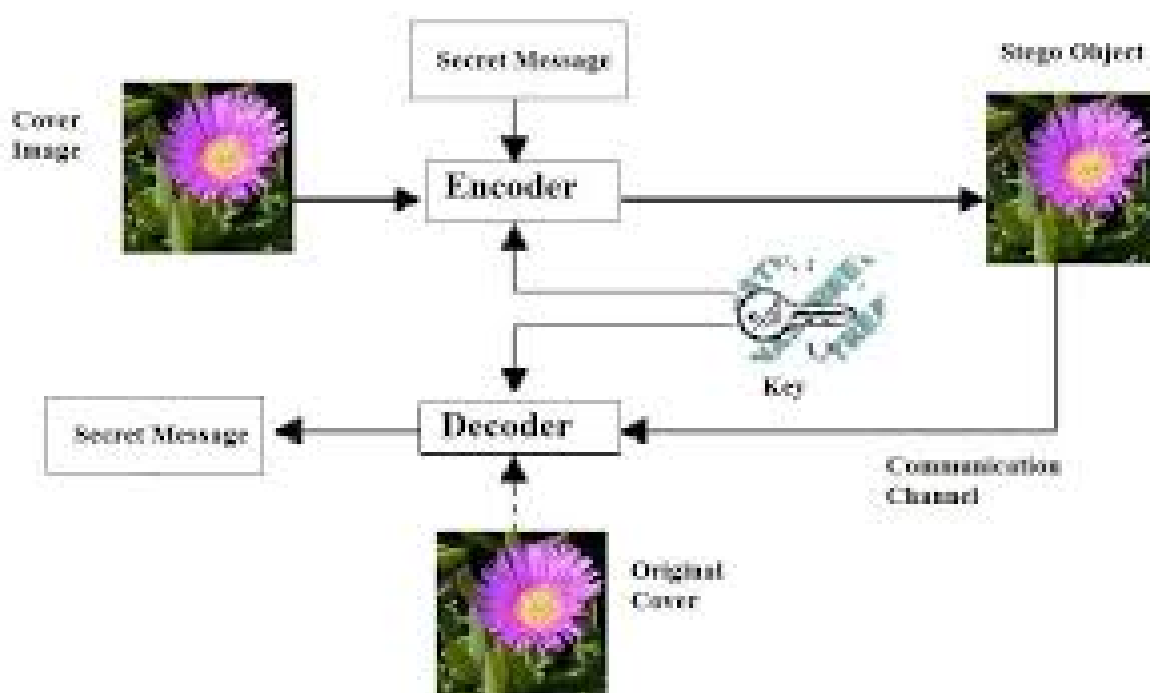 Secret Message
Stego Object
Cover
Image
Encoder
Key
Secret Message
Decoder
Communication
Channel
Original
Cover